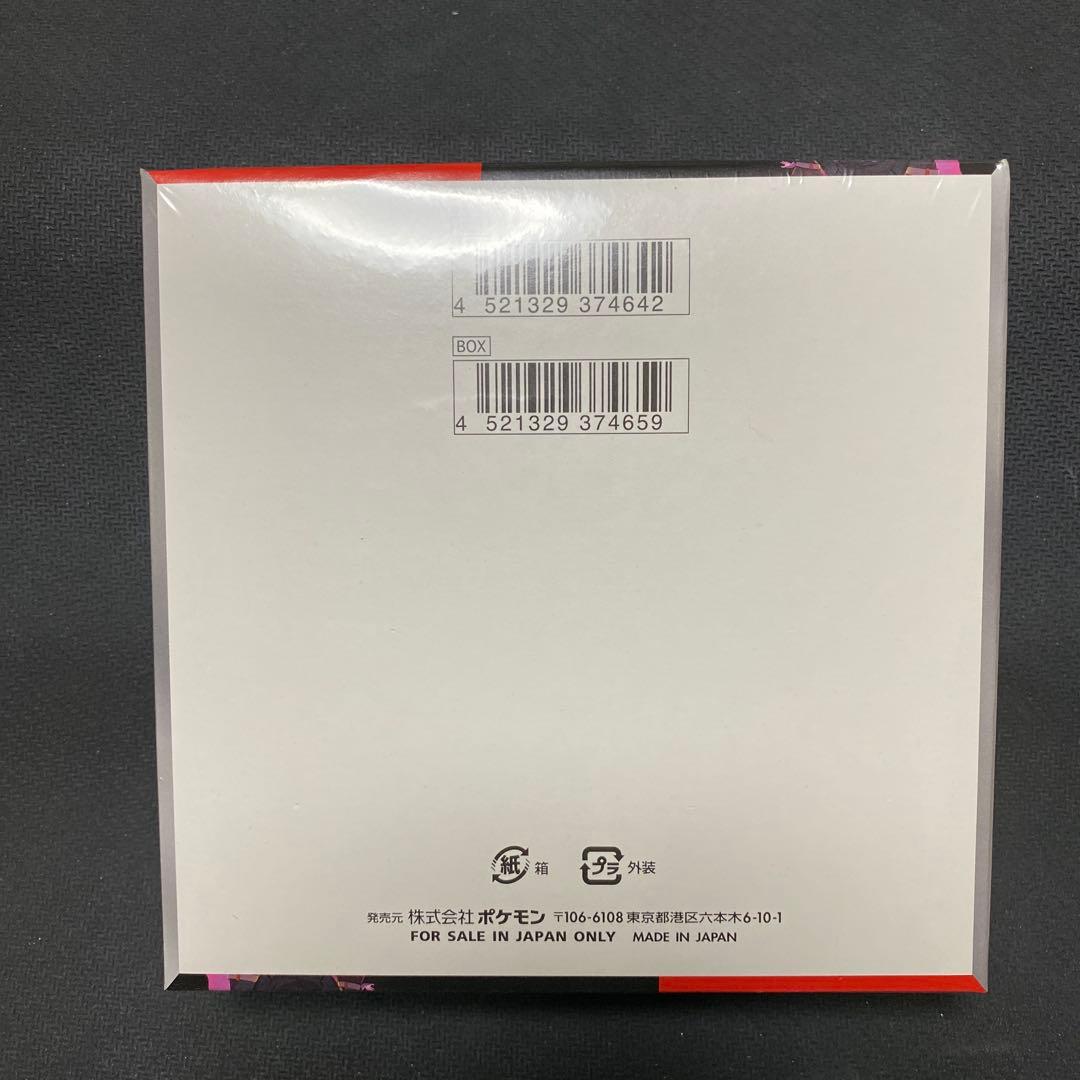 4 521329 374642
BOX
4 521329 374659
紙 箱 プラ 外装
発売元 株式会社 ポケモン 〒106-6108 東京都港区六本木6-10-1
FOR SALE IN JAPAN ONLY MADE IN JAPAN